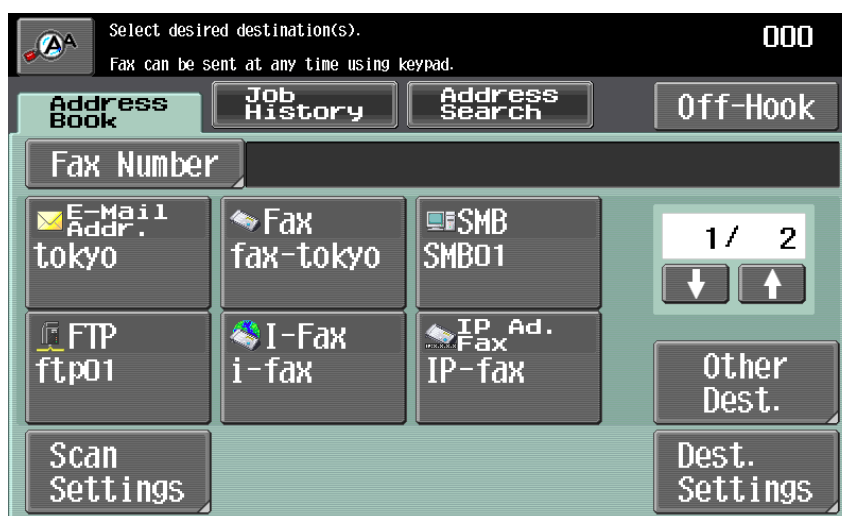 Select desired destination(s).
000
Fax can be sent at any time using keypad.
Address
Book
Job
History
Address
Search
Off-Hook
Fax Number
E-Mail
Addr.
tokyo
Fax
fax-tokyo
SMB
SMB01
1/ 2
FTP
ftp01
I-Fax
i-fax
IP Ad.
Fax
IP-fax
Other
Dest.
Scan
Settings
Dest.
Settings